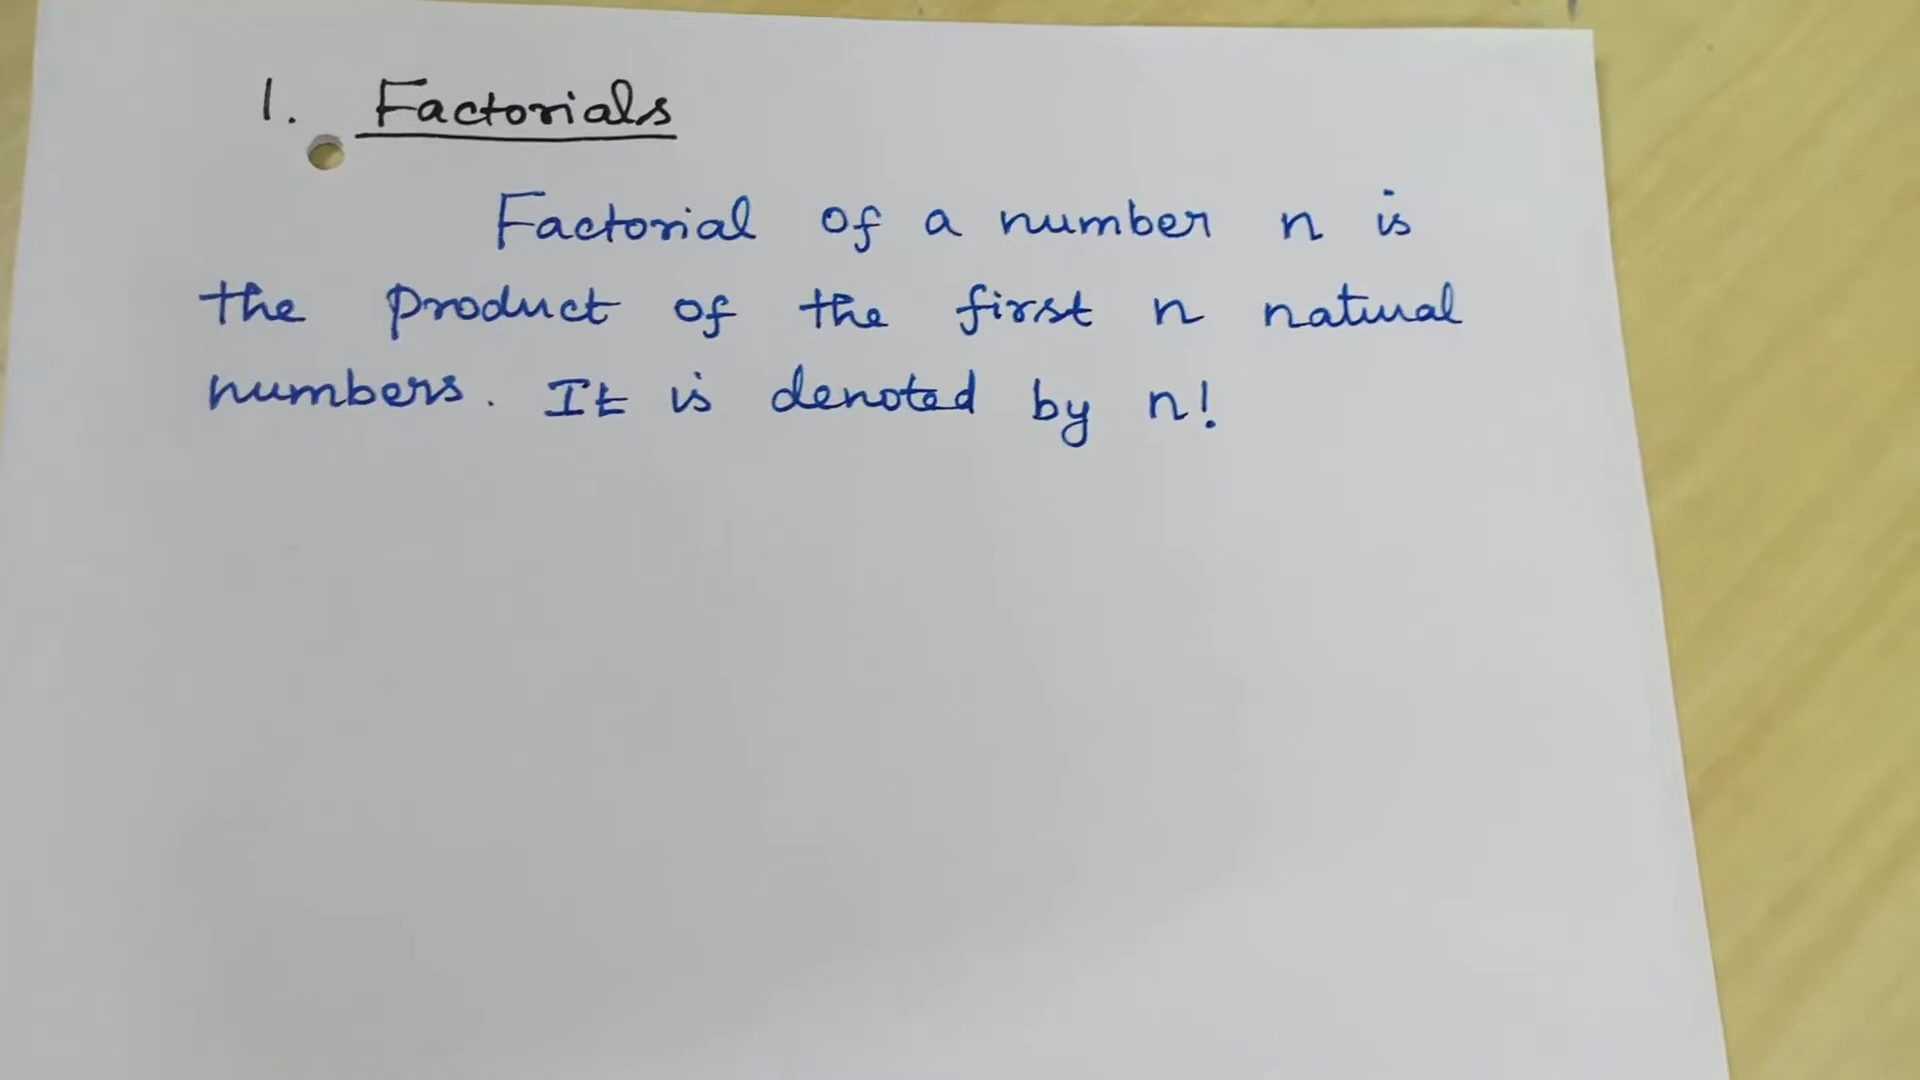 1. Factorials
Factorial of a number n is
the product of the first n natural
numbers. It is denoted by n!